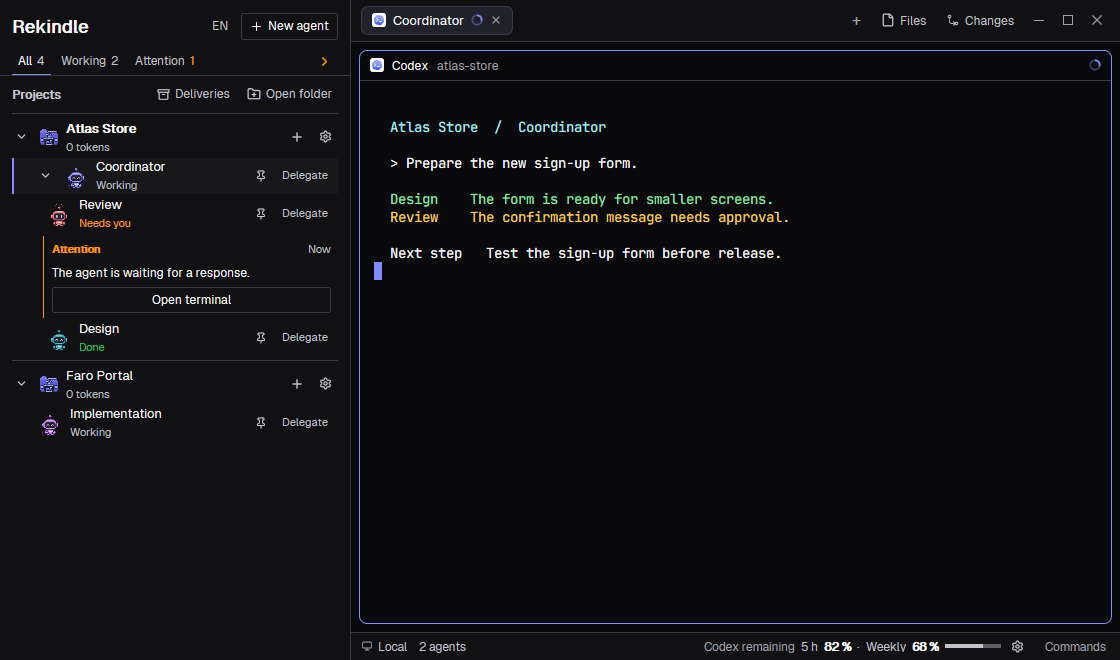 Rekindle
EN
+ New agent
All 4
Working 2
Attention 1
Projects
Deliveries
Open folder
Atlas Store
0 tokens
Coordinator
Working
Delegate
Review
Needs you
Delegate
Attention
Now
The agent is waiting for a response.
Open terminal
Design
Done
Delegate
Faro Portal
0 tokens
Implementation
Working
Delegate
Coordinator
Files
Changes
Codex atlas-store
Atlas Store / Coordinator
> Prepare the new sign-up form.
Design The form is ready for smaller screens.
Review The confirmation message needs approval.
Next step Test the sign-up form before release.
Local
2 agents
Codex remaining 5 h 82 % · Weekly 68 %
Commands